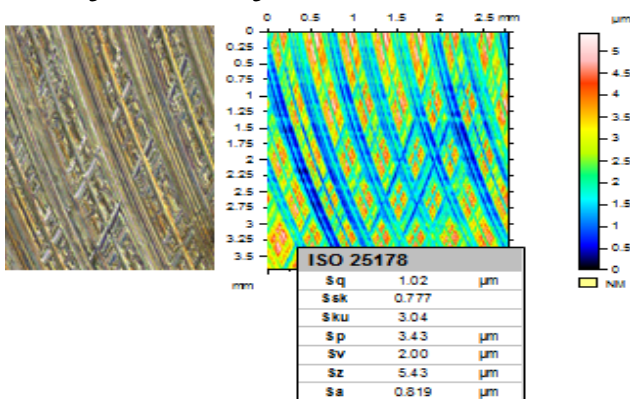 0 0.5 1 1.5 2 2.5 mm
µm
0
0.25
0.5
0.75
1
1.25
1.5
1.75
2
2.25
2.5
2.75
3
3.25
3.5
mm
5
4.5
4
3.5
3
2.5
2
1.5
1
0.5
0
NM
ISO 25178
Sq 1.02 µm
Ssk 0.777
Sku 3.04
Sp 3.43 µm
Sv 2.00 µm
Sz 5.43 µm
Sa 0.819 µm